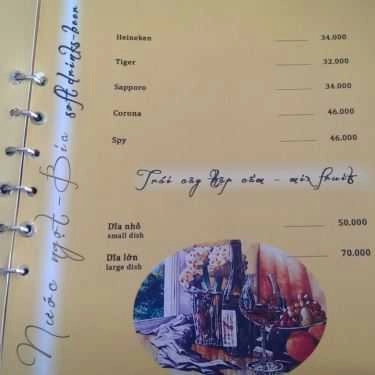 Nước ngọt - Bia soft drinks - beer
Heineken 34.000
Tiger 32.000
Sapporo 34.000
Corona 46.000
Spy 46.000
Trái cây thập cẩm - mix fruit
Dĩa nhỏ 50.000
small dish
Dĩa lớn 70.000
large dish